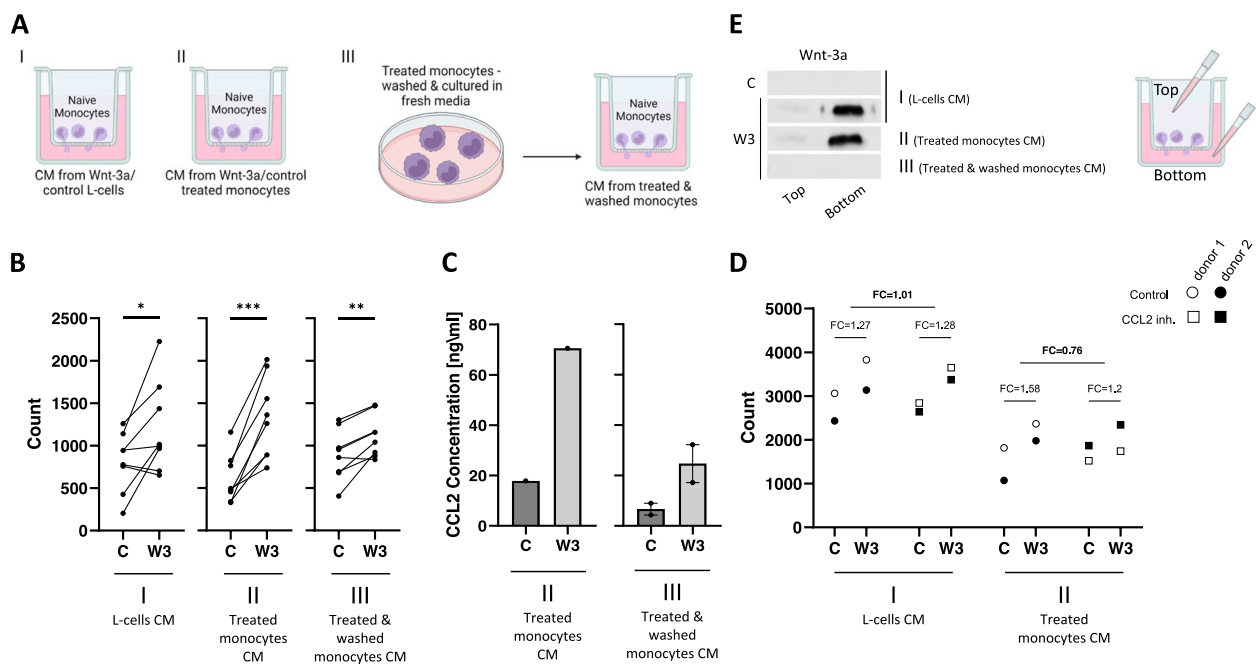 A
I
Naive
Monocytes
CM from Wnt-3a/
control L-cells
II
Naive
Monocytes
CM from Wnt-3a/control
treated monocytes
III
Treated monocytes -
washed & cultured in
fresh media
Naive
Monocytes
CM from treated &
washed monocytes
E
Wnt-3a
C
W3
I (L-cells CM)
II (Treated monocytes CM)
III (Treated & washed monocytes CM)
Top
Bottom
Top
Bottom
B
Count
2500
2000
1500
1000
500
0
*
***
**
C W3
C W3
C W3
I
L-cells CM
II
Treated
monocytes
CM
III
Treated &
washed
monocytes CM
C
CCL2 Concentration [ng\ml]
80
60
40
20
0
C W3
C W3
II
Treated
monocytes
CM
III
Treated &
washed
monocytes CM
D
donor 1
donor 2
Control
CCL2 inh.
Count
5000
4000
3000
2000
1000
0
FC=1.01
FC=1.27
FC=1.28
FC=0.76
FC=1.58
FC=1.2
C W3 C W3 C W3 C W3
I
L-cells CM
II
Treated
monocytes CM